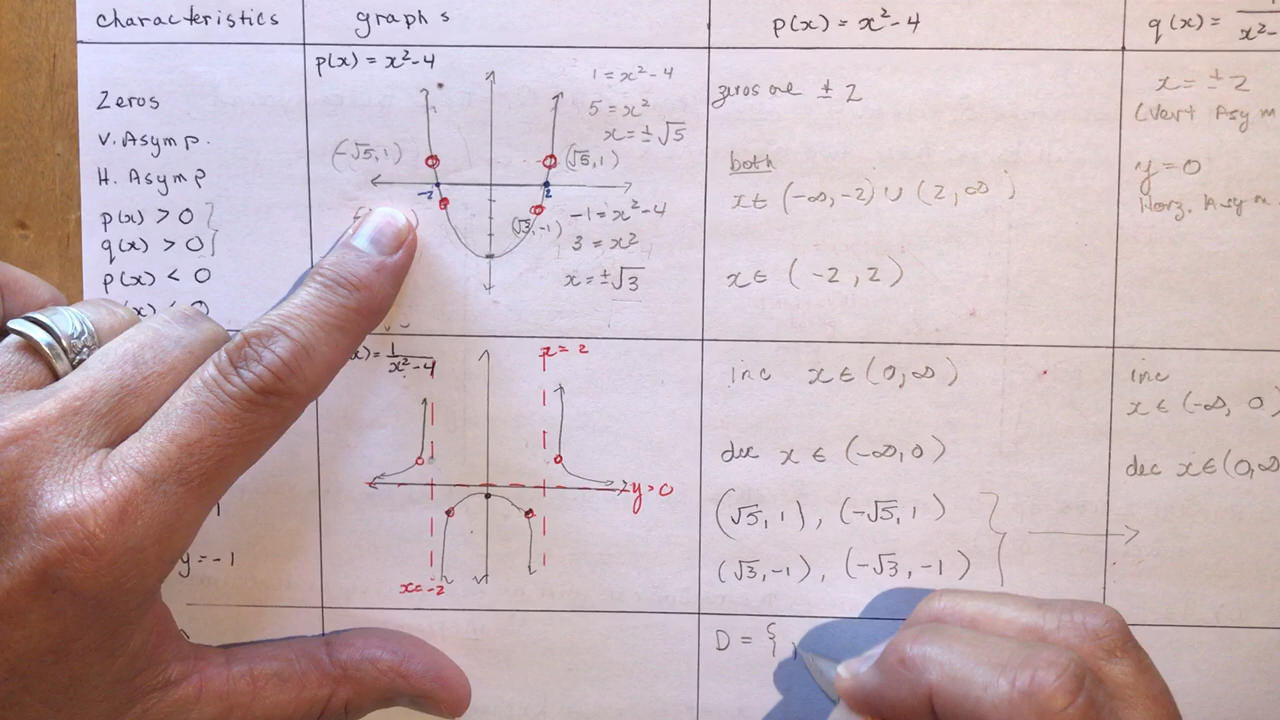 characteristics
graphs
p(x) = x²-4
q(x) =
Zeros
V. Asymp.
H. Asymp
p(x) > 0
q(x) > 0
p(x) < 0
p(x) = x²-4
1 = x²-4
5 = x²
x = ±√5
(-√5, 1)
(√5, 1)
-2
2
(√3, -1)
-1 = x²-4
3 = x²
x = ±√3
zeros are ±2
both
x ∈ (-∞, -2) ∪ (2, ∞)
x ∈ (-2, 2)
x = ±2
(Vert Asym
y = 0
Horz. Asym.
y = -1
x) = 1/(x²-4)
x = 2
y = 0
x = -2
inc x ∈ (0, ∞)
dec x ∈ (-∞, 0)
(√5, 1), (-√5, 1)
(√3, -1), (-√3, -1)
inc
x ∈ (-∞, 0
dec x ∈ (0, ∞
D = {